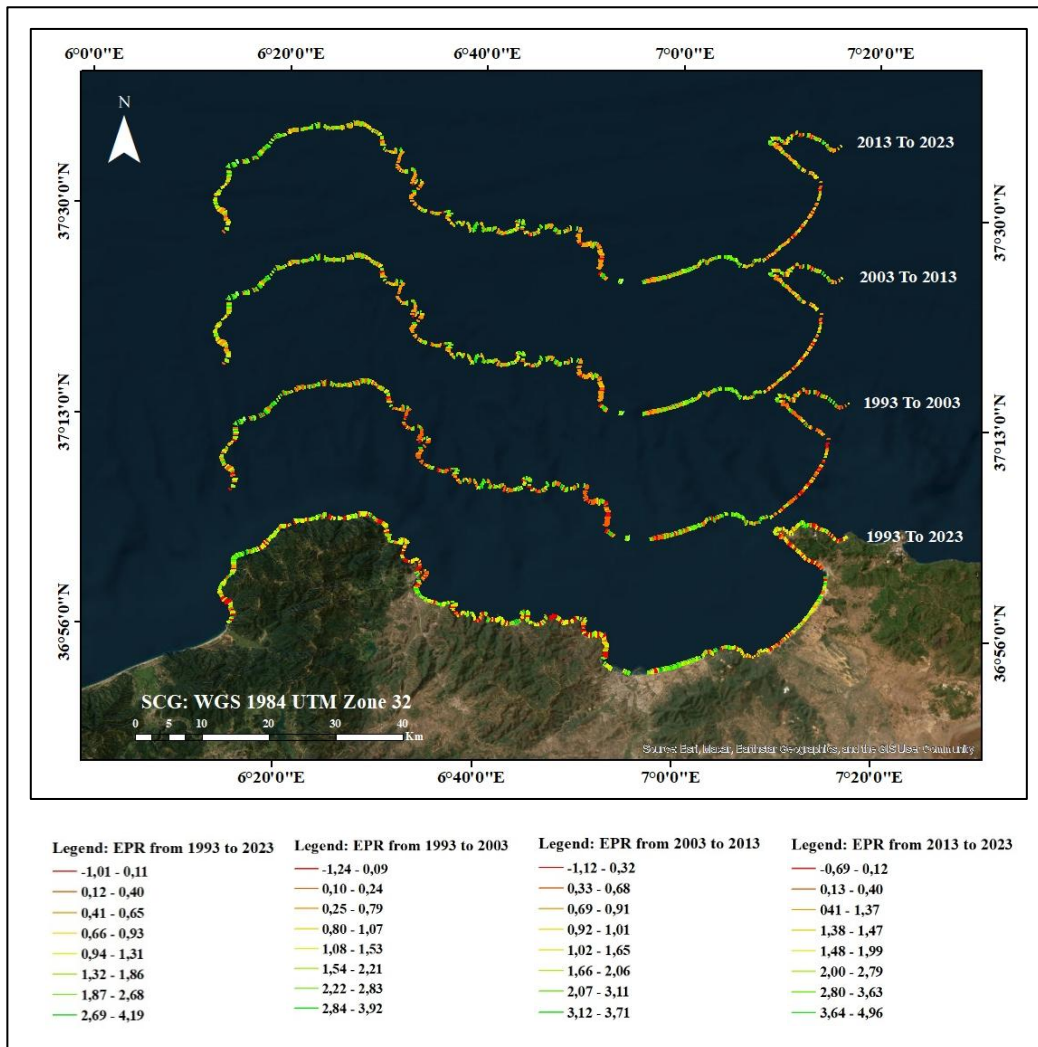 6°0'0"E 6°20'0"E 6°40'0"E 7°0'0"E 7°20'0"E
N
2013 To 2023
37°30'0"N
37°30'0"N
2003 To 2013
1993 To 2003
37°13'0"N
37°13'0"N
1993 To 2023
36°56'0"N
36°56'0"N
SCG: WGS 1984 UTM Zone 32
0 5 10 20 30 40
Km
Source: Esri, Maxar, Earthstar Geographics, and the GIS User Community
6°20'0"E 6°40'0"E 7°0'0"E 7°20'0"E
Legend: EPR from 1993 to 2023
-1,01 - 0,11
0,12 - 0,40
0,41 - 0,65
0,66 - 0,93
0,94 - 1,31
1,32 - 1,86
1,87 - 2,68
2,69 - 4,19
Legend: EPR from 1993 to 2003
-1,24 - 0,09
0,10 - 0,24
0,25 - 0,79
0,80 - 1,07
1,08 - 1,53
1,54 - 2,21
2,22 - 2,83
2,84 - 3,92
Legend: EPR from 2003 to 2013
-1,12 - 0,32
0,33 - 0,68
0,69 - 0,91
0,92 - 1,01
1,02 - 1,65
1,66 - 2,06
2,07 - 3,11
3,12 - 3,71
Legend: EPR from 2013 to 2023
-0,69 - 0,12
0,13 - 0,40
041 - 1,37
1,38 - 1,47
1,48 - 1,99
2,00 - 2,79
2,80 - 3,63
3,64 - 4,96